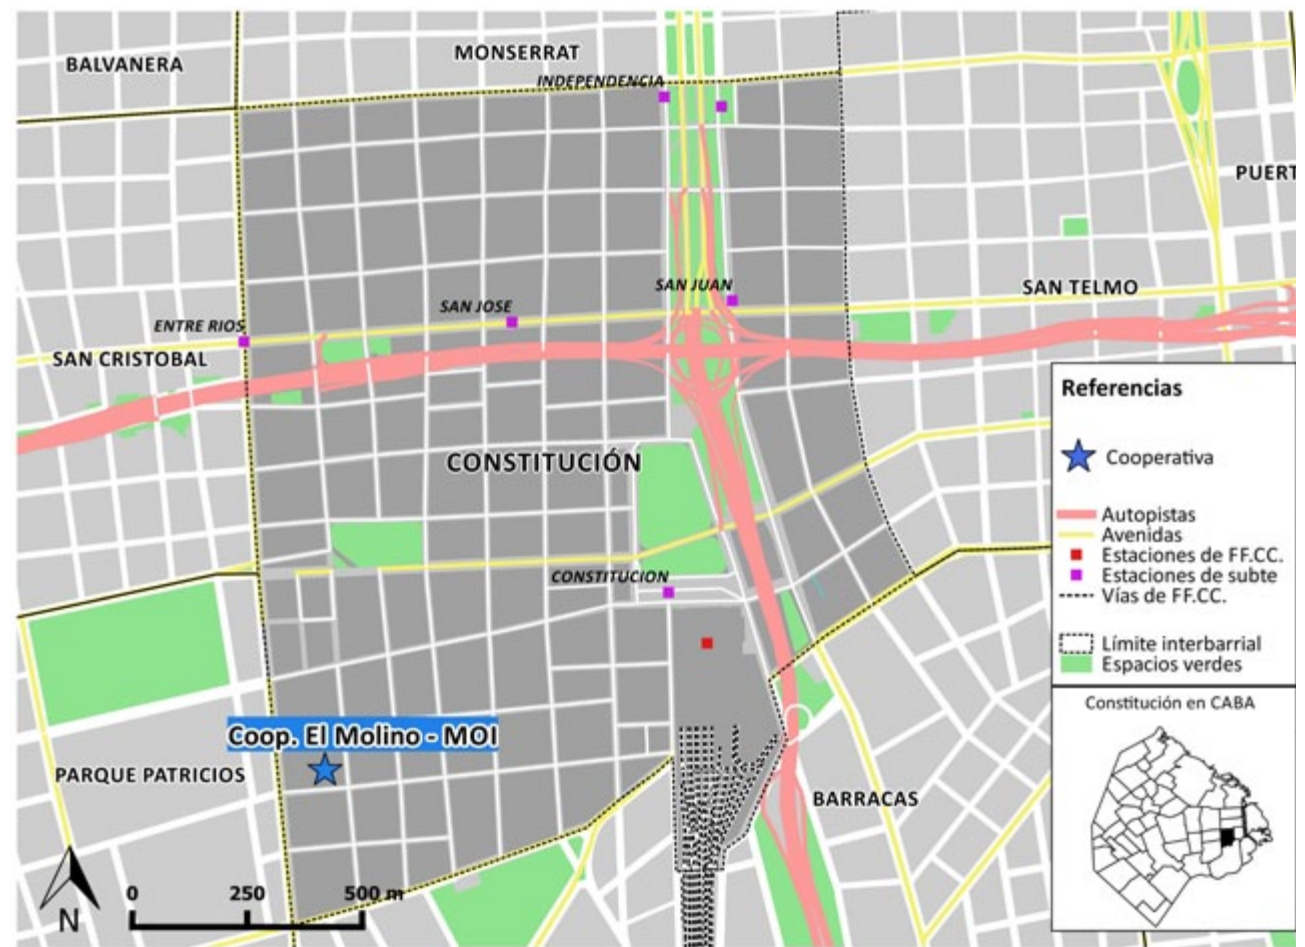 BALVANERA
MONSERRAT
INDEPENDENCIA
PUERT
SAN JUAN
SAN TELMO
SAN JOSE
ENTRE RIOS
SAN CRISTOBAL
CONSTITUCIÓN
CONSTITUCION
Coop. El Molino - MOI
PARQUE PATRICIOS
BARRACAS
N
0 250 500 m
Referencias
Cooperativa
Autopistas
Avenidas
Estaciones de FF.CC.
Estaciones de subte
Vías de FF.CC.
Límite interbarrial
Espacios verdes
Constitución en CABA